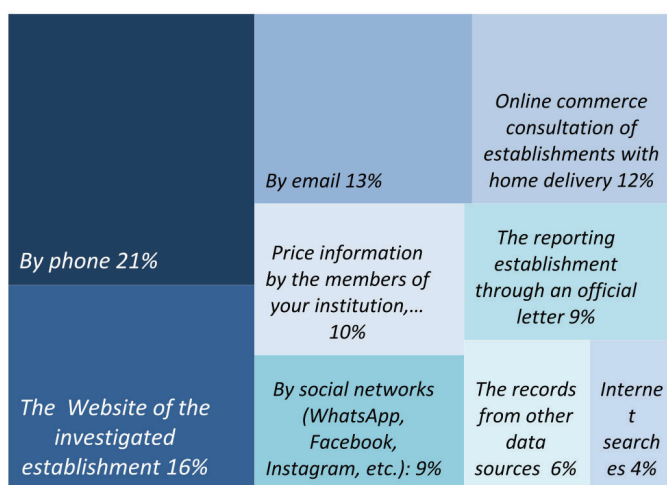 By phone 21%
The Website of the
investigated
establishment 16%
By email 13%
Online commerce
consultation of
establishments with
home delivery 12%
Price information
by the members of
your institution,...
10%
The reporting
establishment
through an official
letter 9%
By social networks
(WhatsApp,
Facebook,
Instagram, etc.): 9%
The records
from other
data
sources 6%
Interne
t
search
es 4%